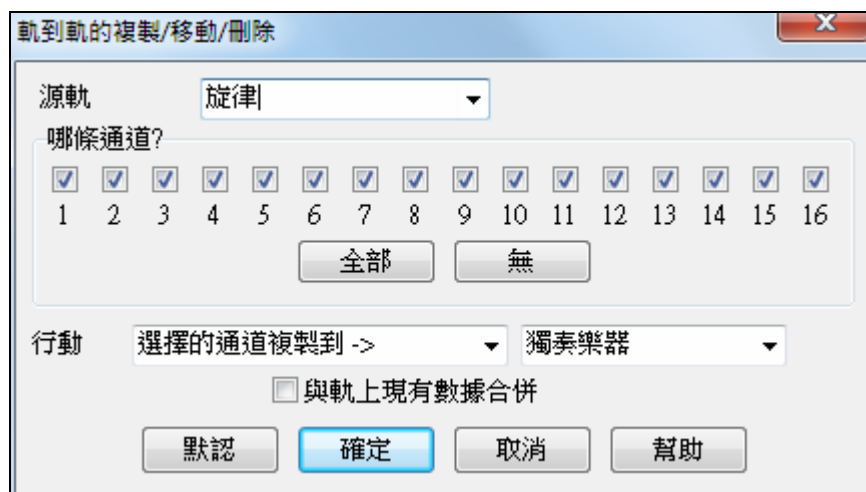 軌到軌的複製/移動/刪除
源軌 旋律
哪條通道?
1 2 3 4 5 6 7 8 9 10 11 12 13 14 15 16
全部 無
行動 選擇的通道複製到 -> 獨奏樂器
與軌上現有數據合併
默認 確定 取消 幫助